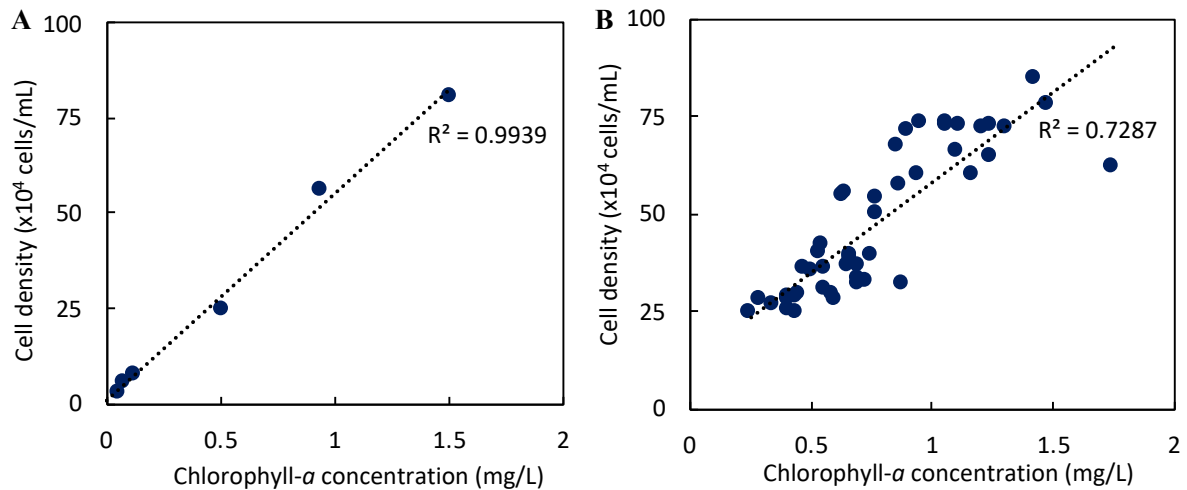 A
100
75
50
25
0
Cell density (x10⁴ cells/mL)
R² = 0.9939
0 0.5 1 1.5 2
Chlorophyll-a concentration (mg/L)
B
100
75
50
25
0
Cell density (x10⁴ cells/mL)
R² = 0.7287
0 0.5 1 1.5 2
Chlorophyll-a concentration (mg/L)